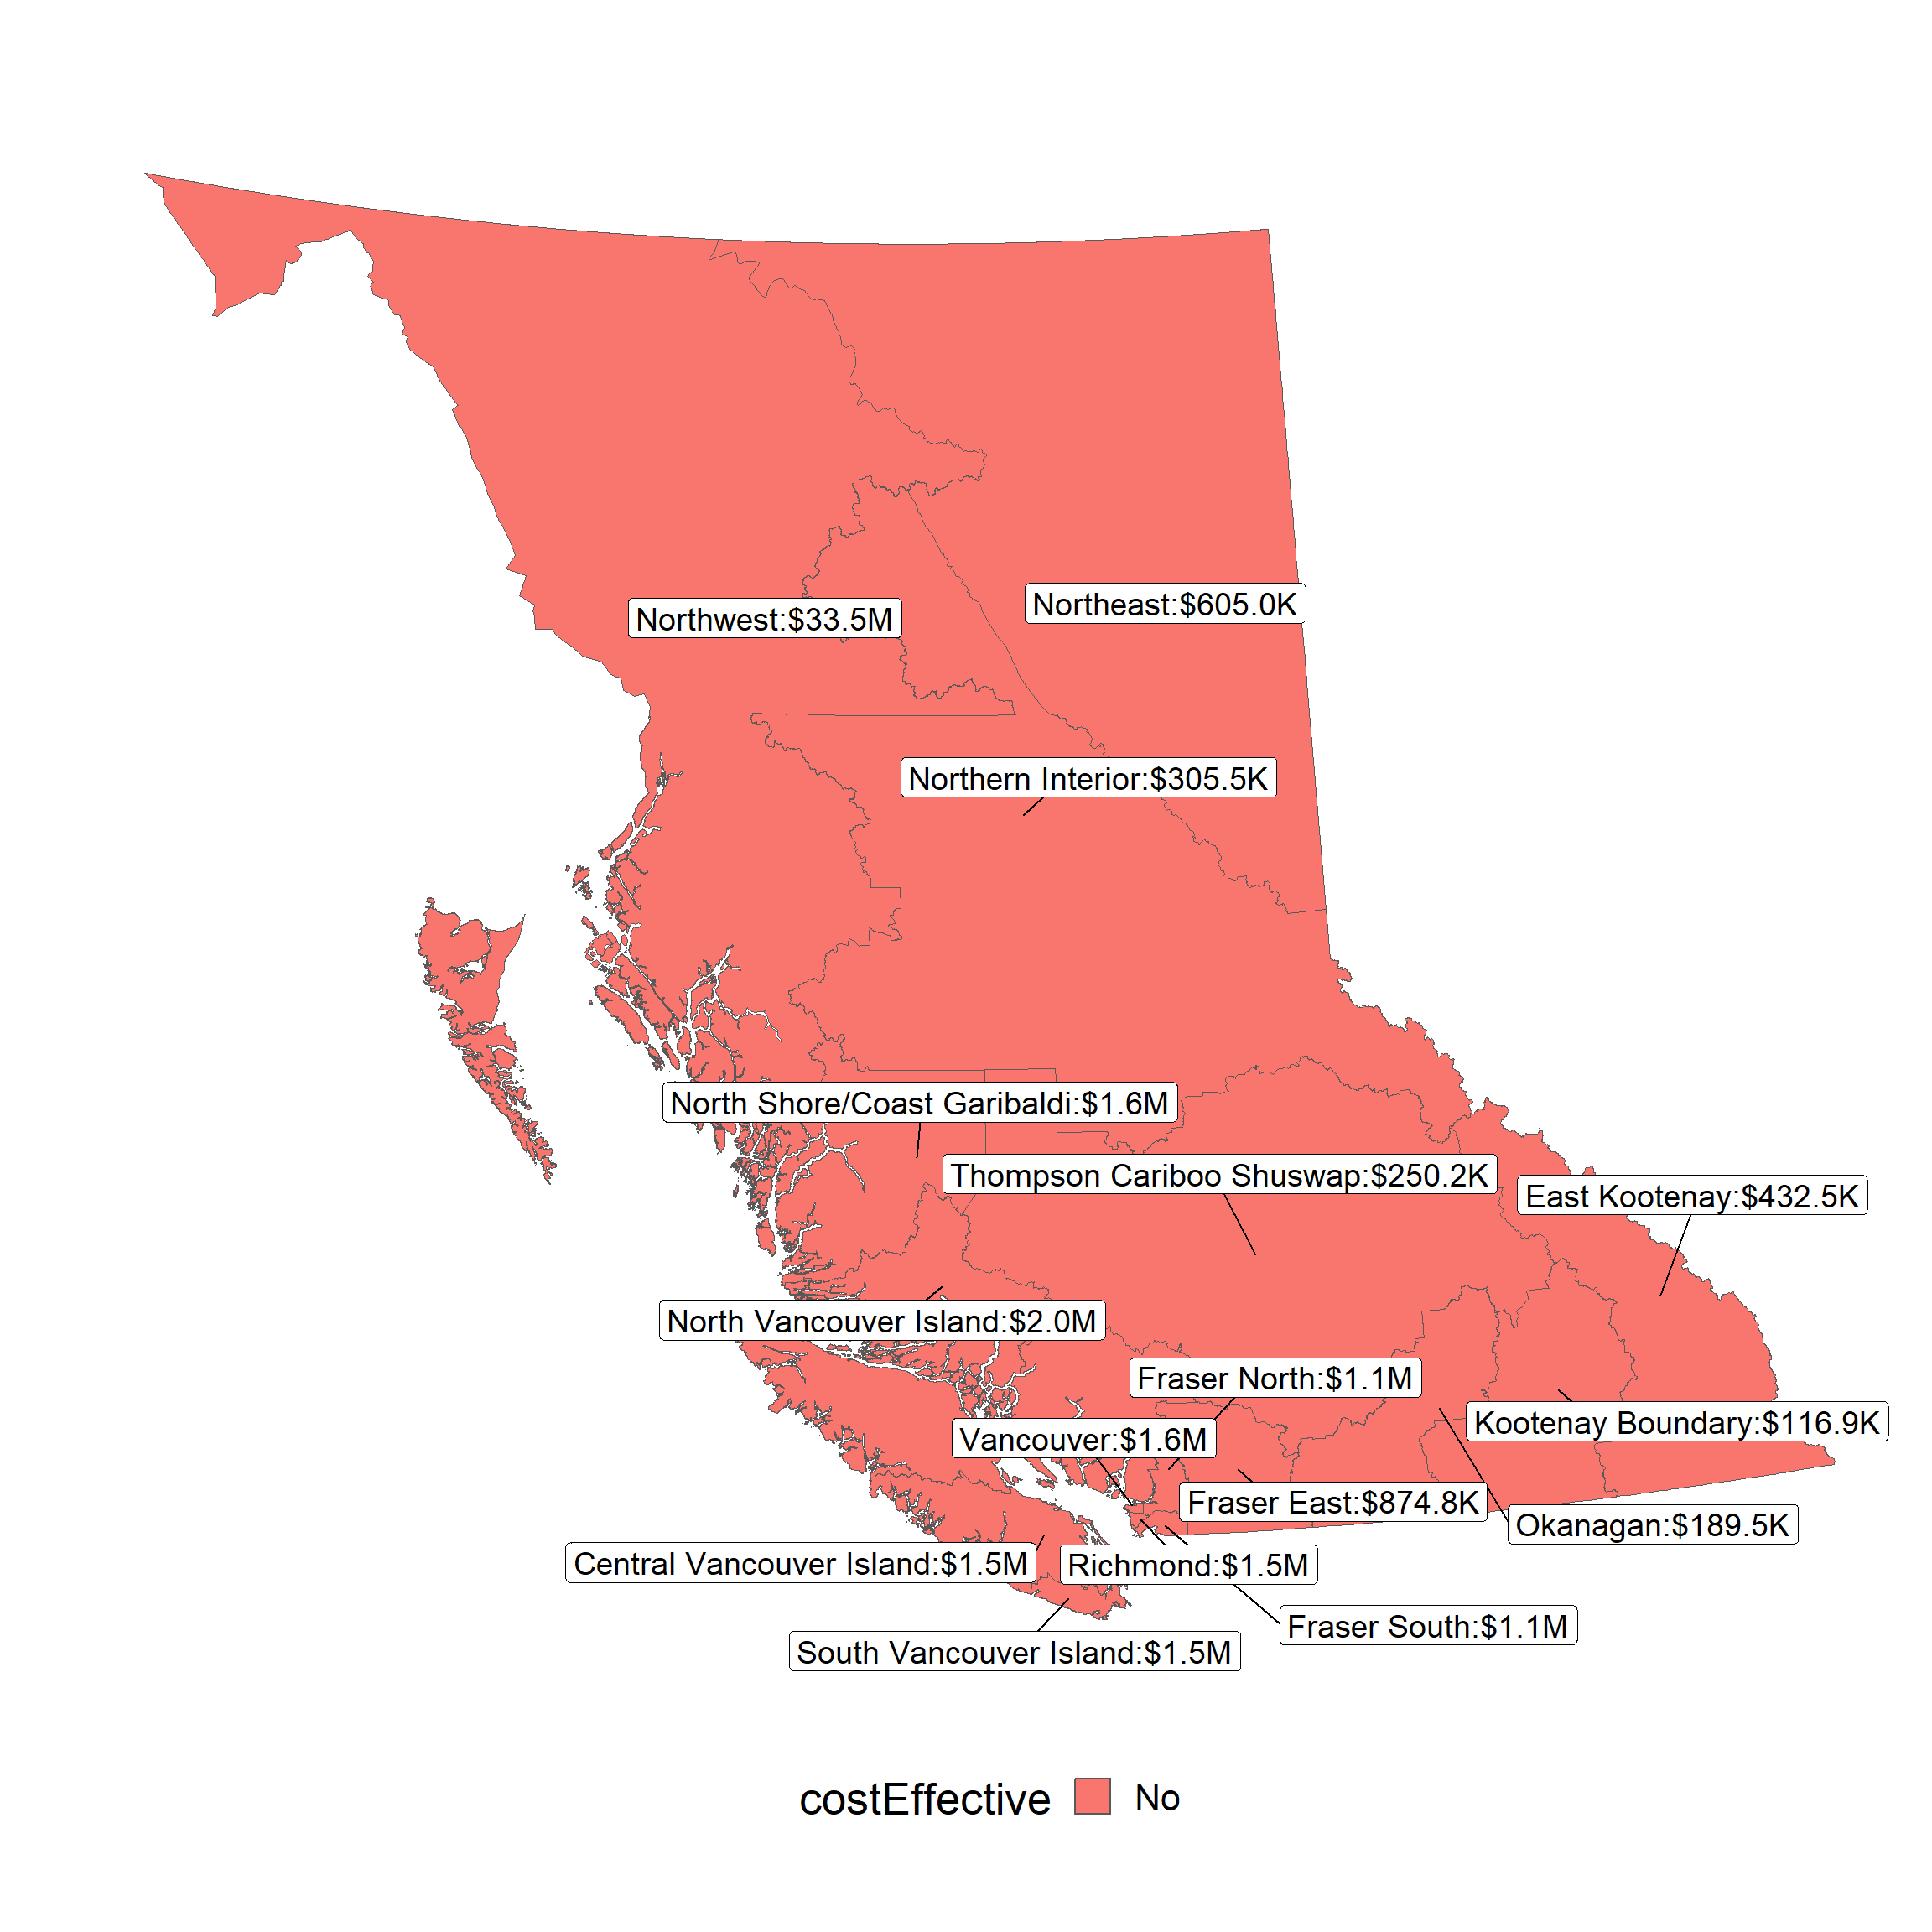 Northeast:$605.0K
Northwest:$33.5M
Northern Interior:$305.5K
North Shore/Coast Garibaldi:$1.6M
Thompson Cariboo Shuswap:$250.2K
East Kootenay:$432.5K
North Vancouver Island:$2.0M
Fraser North:$1.1M
Kootenay Boundary:$116.9K
Vancouver:$1.6M
Fraser East:$874.8K
Okanagan:$189.5K
Central Vancouver Island:$1.5M
Richmond:$1.5M
Fraser South:$1.1M
South Vancouver Island:$1.5M
costEffective No